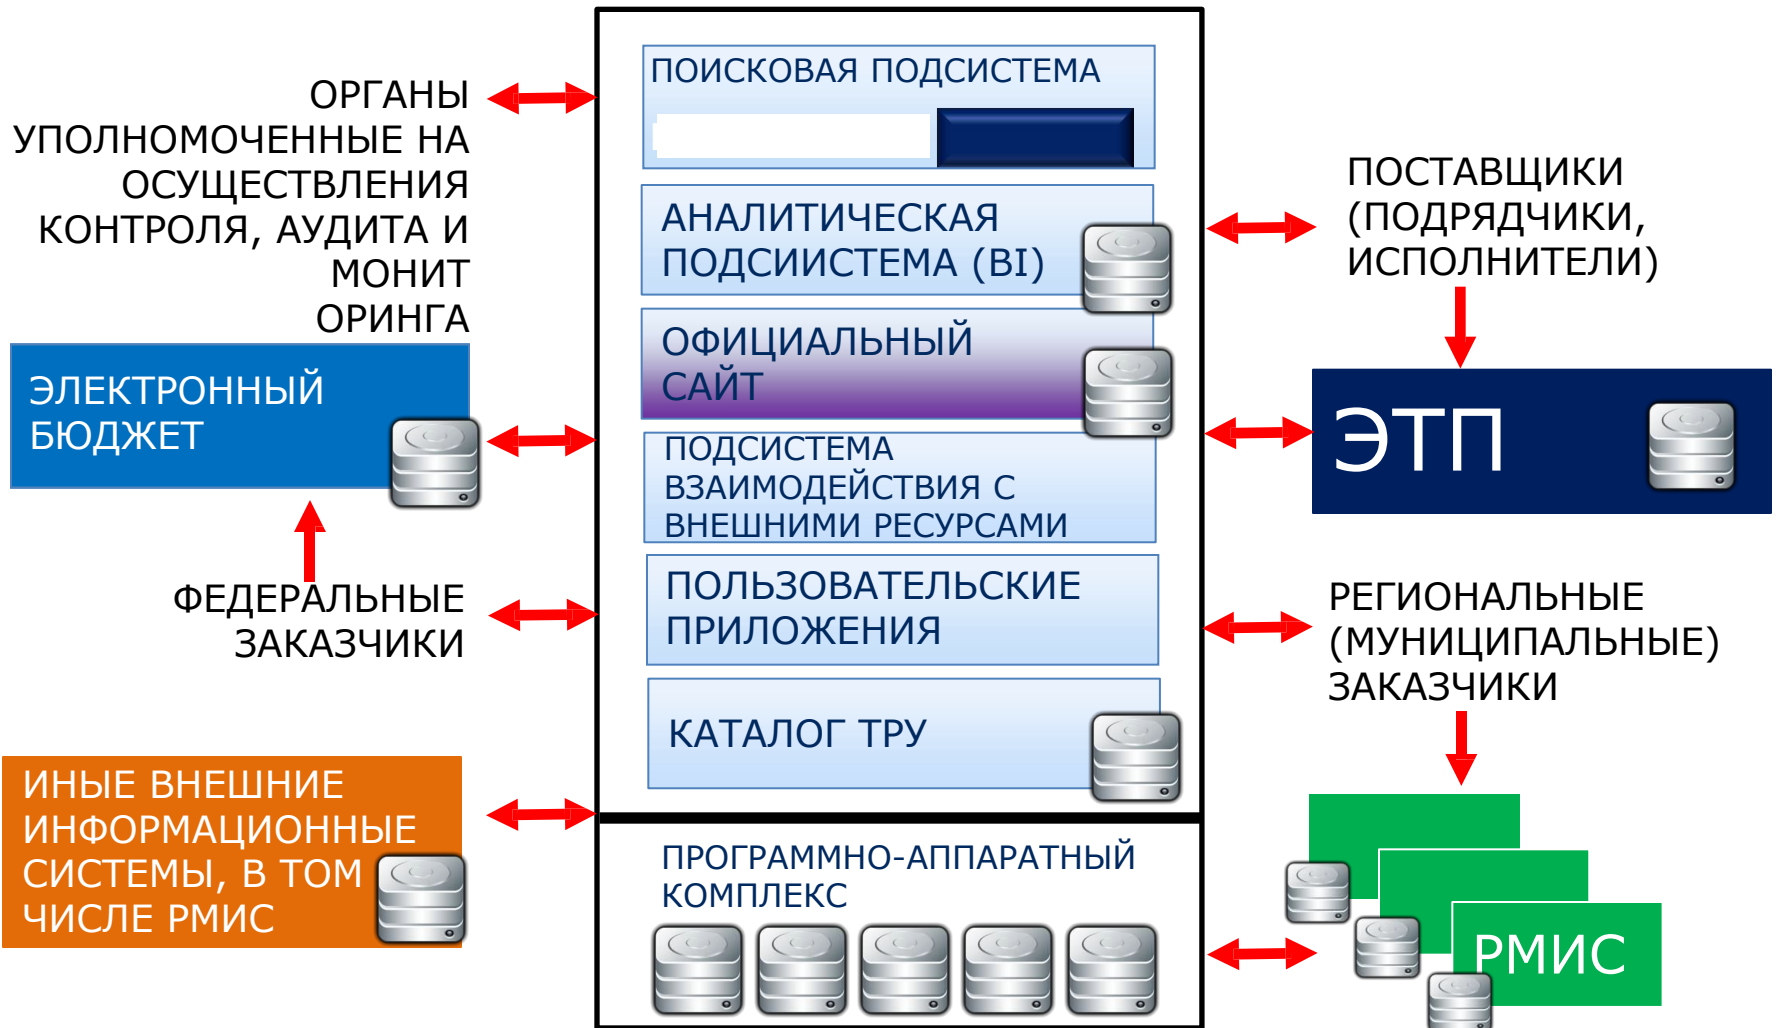 ОРГАНЫ
УПОЛНОМОЧЕННЫЕ НА
ОСУЩЕСТВЛЕНИЯ
КОНТРОЛЯ, АУДИТА И
МОНИТ
ОРИНГА
ЭЛЕКТРОННЫЙ
БЮДЖЕТ
ФЕДЕРАЛЬНЫЕ
ЗАКАЗЧИКИ
ИНЫЕ ВНЕШНИЕ
ИНФОРМАЦИОННЫЕ
СИСТЕМЫ, В ТОМ
ЧИСЛЕ РМИС
ПОИСКОВАЯ ПОДСИСТЕМА
АНАЛИТИЧЕСКАЯ
ПОДСИИСТЕМА (BI)
ОФИЦИАЛЬНЫЙ
САЙТ
ПОДСИСТЕМА
ВЗАИМОДЕЙСТВИЯ С
ВНЕШНИМИ РЕСУРСАМИ
ПОЛЬЗОВАТЕЛЬСКИЕ
ПРИЛОЖЕНИЯ
КАТАЛОГ ТРУ
ПРОГРАММНО-АППАРАТНЫЙ
КОМПЛЕКС
ПОСТАВЩИКИ
(ПОДРЯДЧИКИ,
ИСПОЛНИТЕЛИ)
ЭТП
РЕГИОНАЛЬНЫЕ
(МУНИЦИПАЛЬНЫЕ)
ЗАКАЗЧИКИ
РМИС